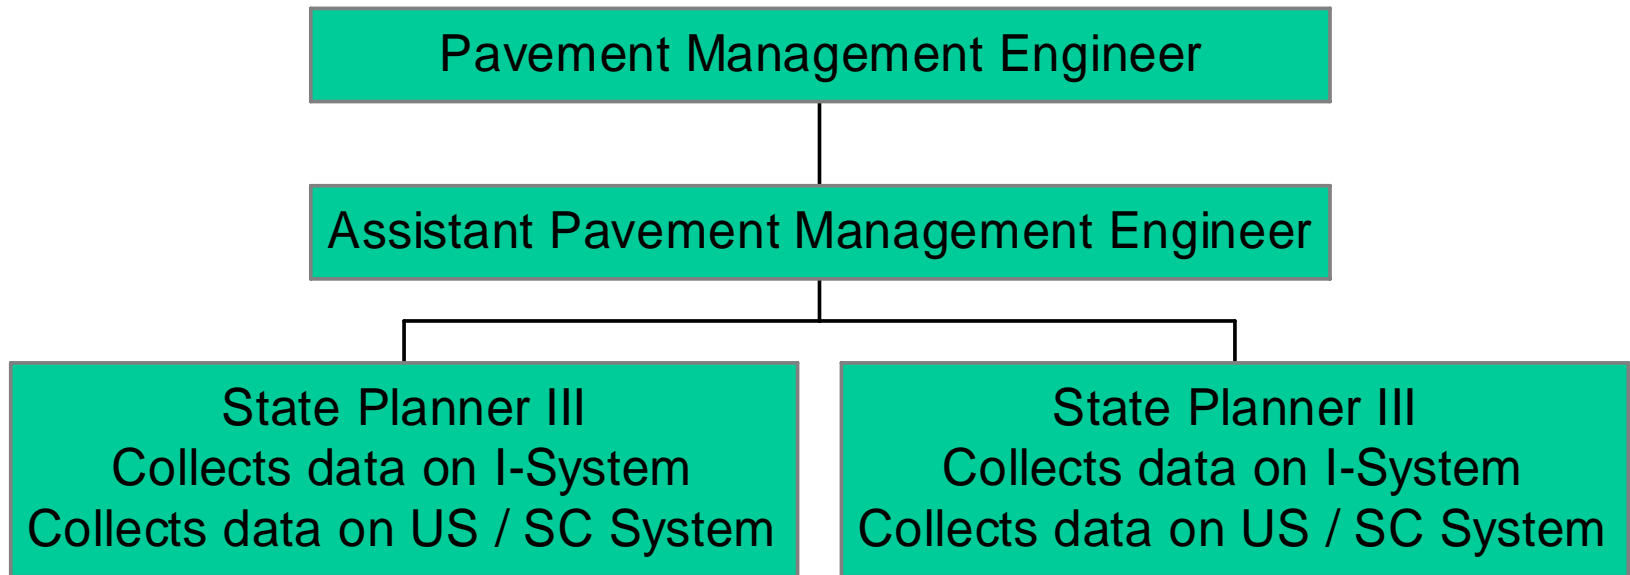 Pavement Management Engineer
Assistant Pavement Management Engineer
State Planner III
Collects data on I-System
Collects data on US / SC System
State Planner III
Collects data on I-System
Collects data on US / SC System